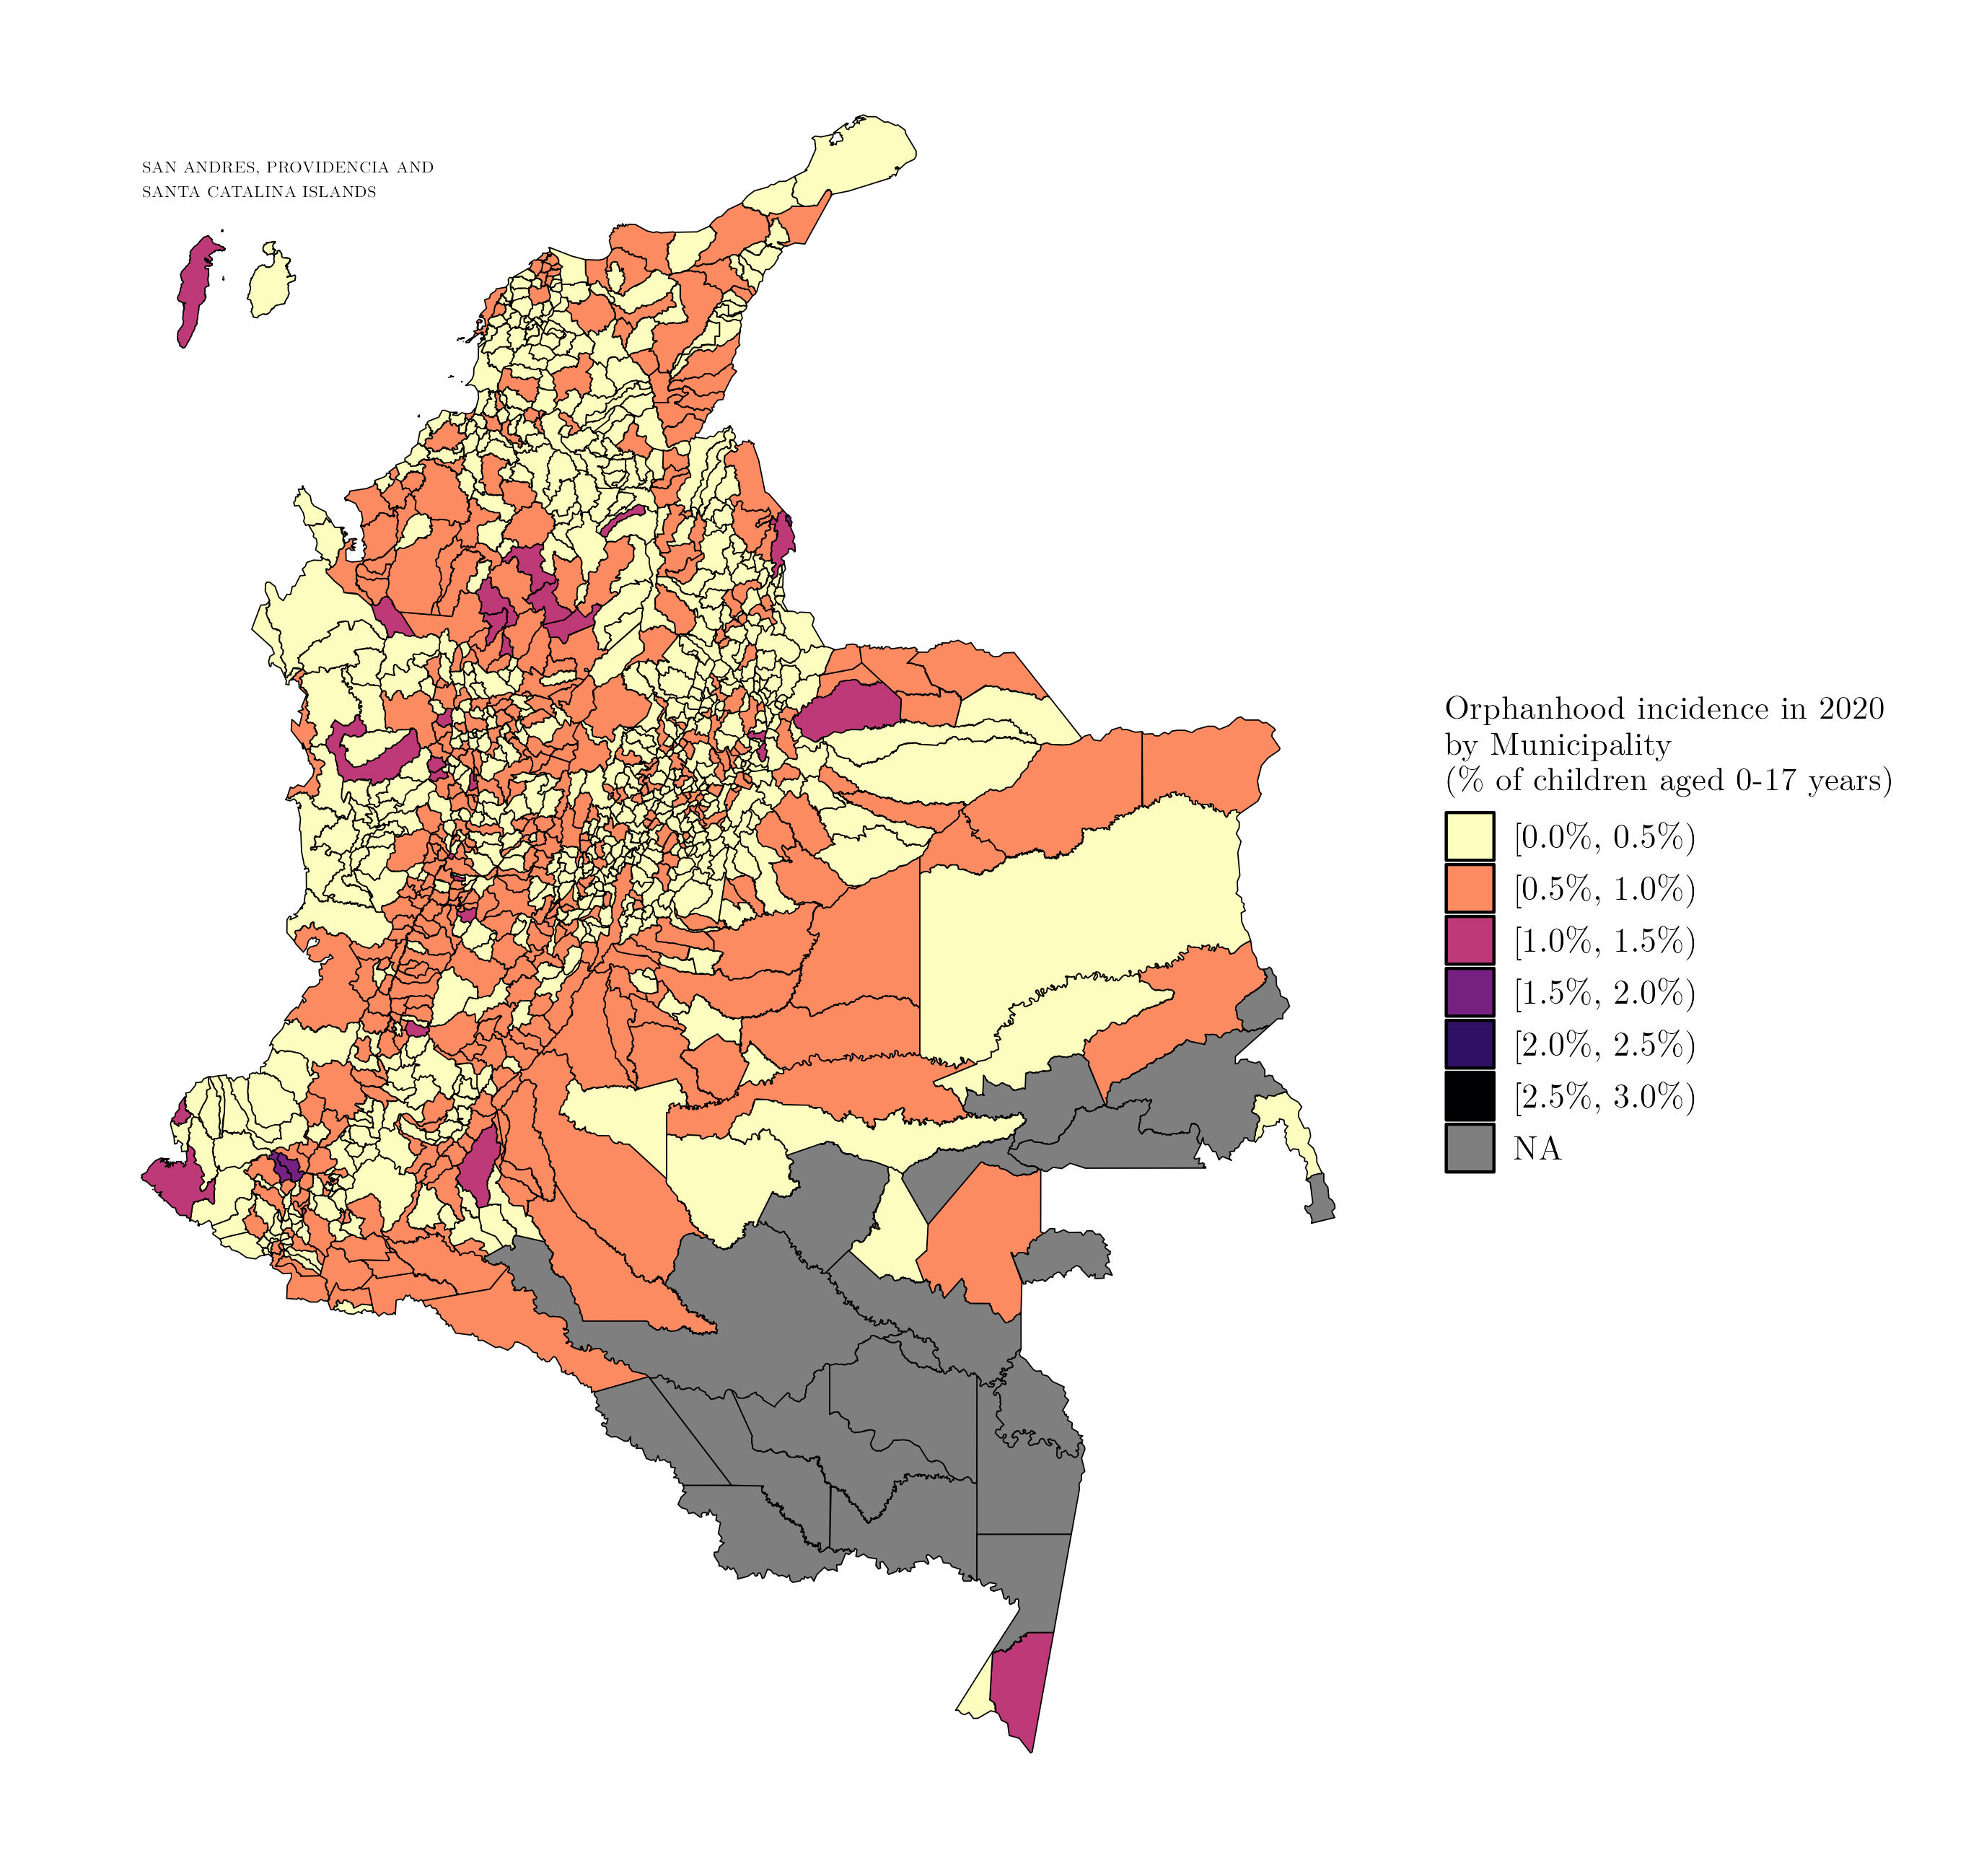 SAN ANDRES, PROVIDENCIA AND
SANTA CATALINA ISLANDS
Orphanhood incidence in 2020
by Municipality
(% of children aged 0-17 years)
[0.0%, 0.5%)
[0.5%, 1.0%)
[1.0%, 1.5%)
[1.5%, 2.0%)
[2.0%, 2.5%)
[2.5%, 3.0%)
NA